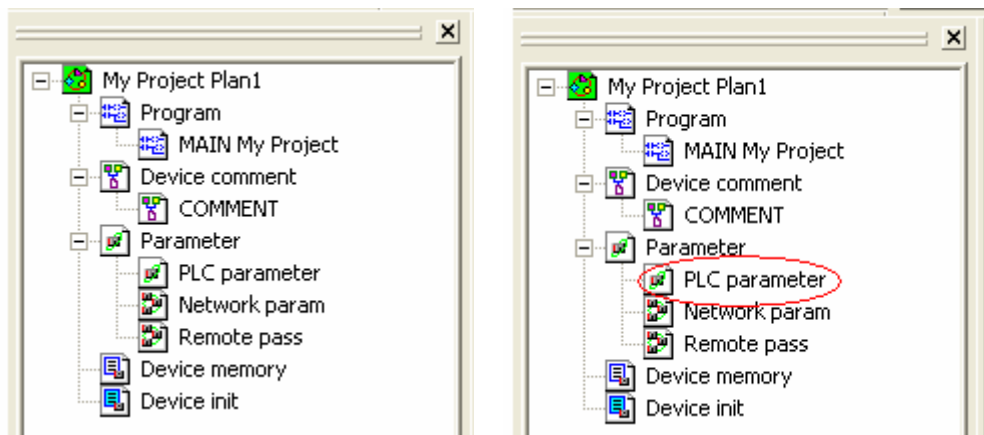 My Project Plan1
Program
MAIN My Project
Device comment
COMMENT
Parameter
PLC parameter
Network param
Remote pass
Device memory
Device init
My Project Plan1
Program
MAIN My Project
Device comment
COMMENT
Parameter
PLC parameter
Network param
Remote pass
Device memory
Device init